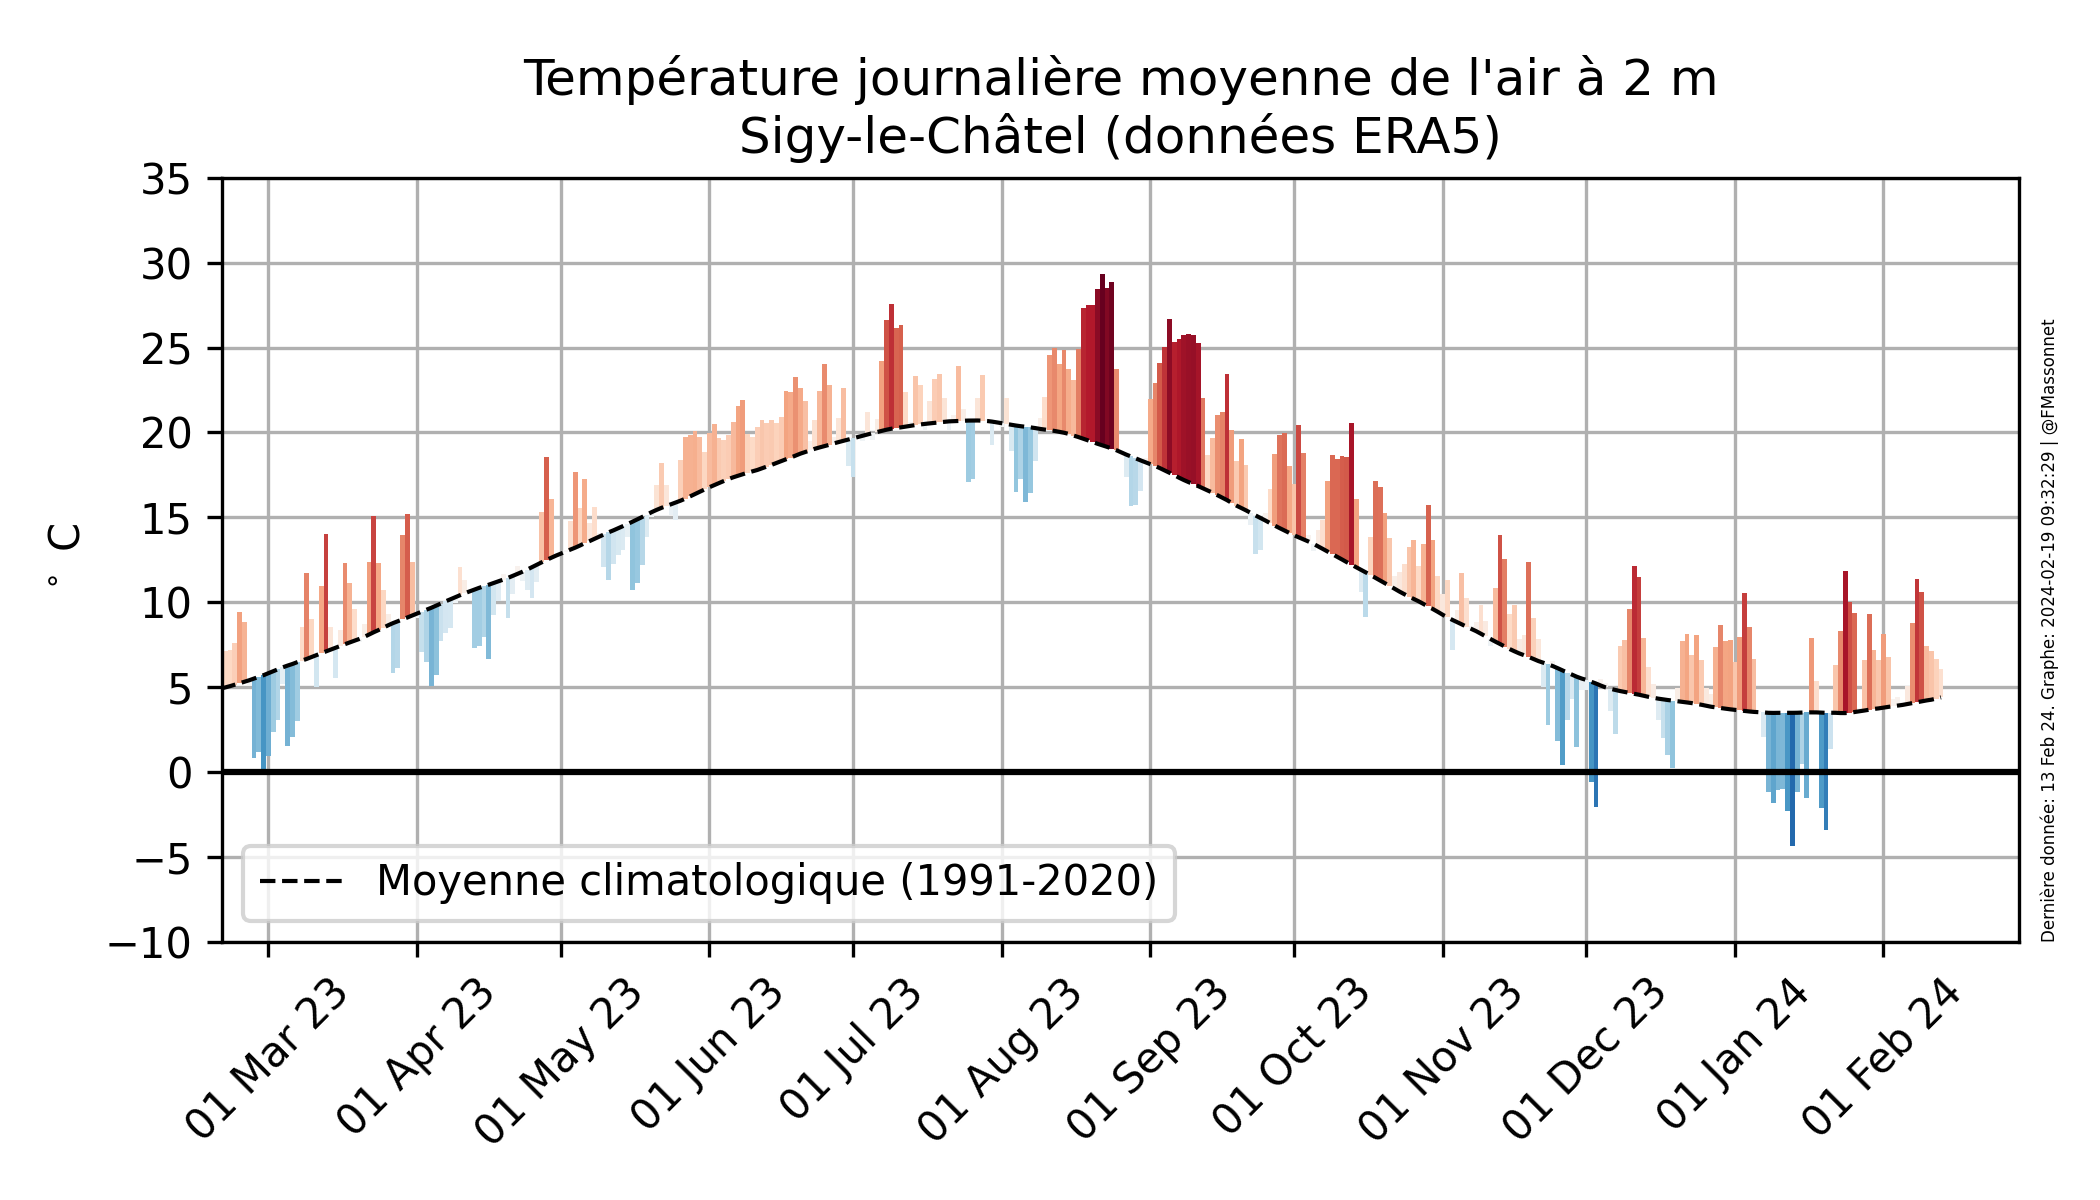 Température journalière moyenne de l'air à 2 m
Sigy-le-Châtel (données ERA5)
35
30
25
20
15
10
5
0
−5
−10
° C
Moyenne climatologique (1991-2020)
01 Mar 23
01 Apr 23
01 May 23
01 Jun 23
01 Jul 23
01 Aug 23
01 Sep 23
01 Oct 23
01 Nov 23
01 Dec 23
01 Jan 24
01 Feb 24
Dernière donnée: 13 Feb 24. Graphe: 2024-02-19 09:32:29 | @FMassonnet